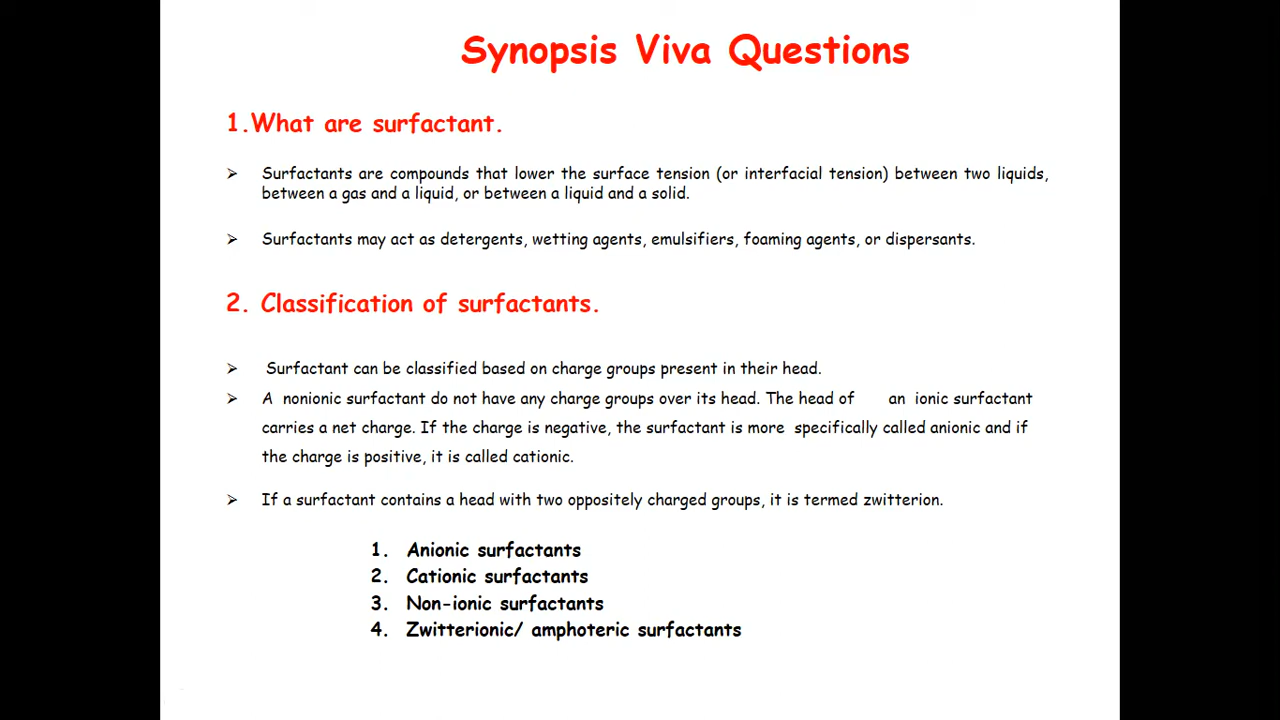 Synopsis Viva Questions
1.What are surfactant.
➢ Surfactants are compounds that lower the surface tension (or interfacial tension) between two liquids,
between a gas and a liquid, or between a liquid and a solid.
➢ Surfactants may act as detergents, wetting agents, emulsifiers, foaming agents, or dispersants.
2. Classification of surfactants.
➢ Surfactant can be classified based on charge groups present in their head.
➢ A nonionic surfactant do not have any charge groups over its head. The head of an ionic surfactant
carries a net charge. If the charge is negative, the surfactant is more specifically called anionic and if
the charge is positive, it is called cationic.
➢ If a surfactant contains a head with two oppositely charged groups, it is termed zwitterion.
1. Anionic surfactants
2. Cationic surfactants
3. Non-ionic surfactants
4. Zwitterionic/ amphoteric surfactants